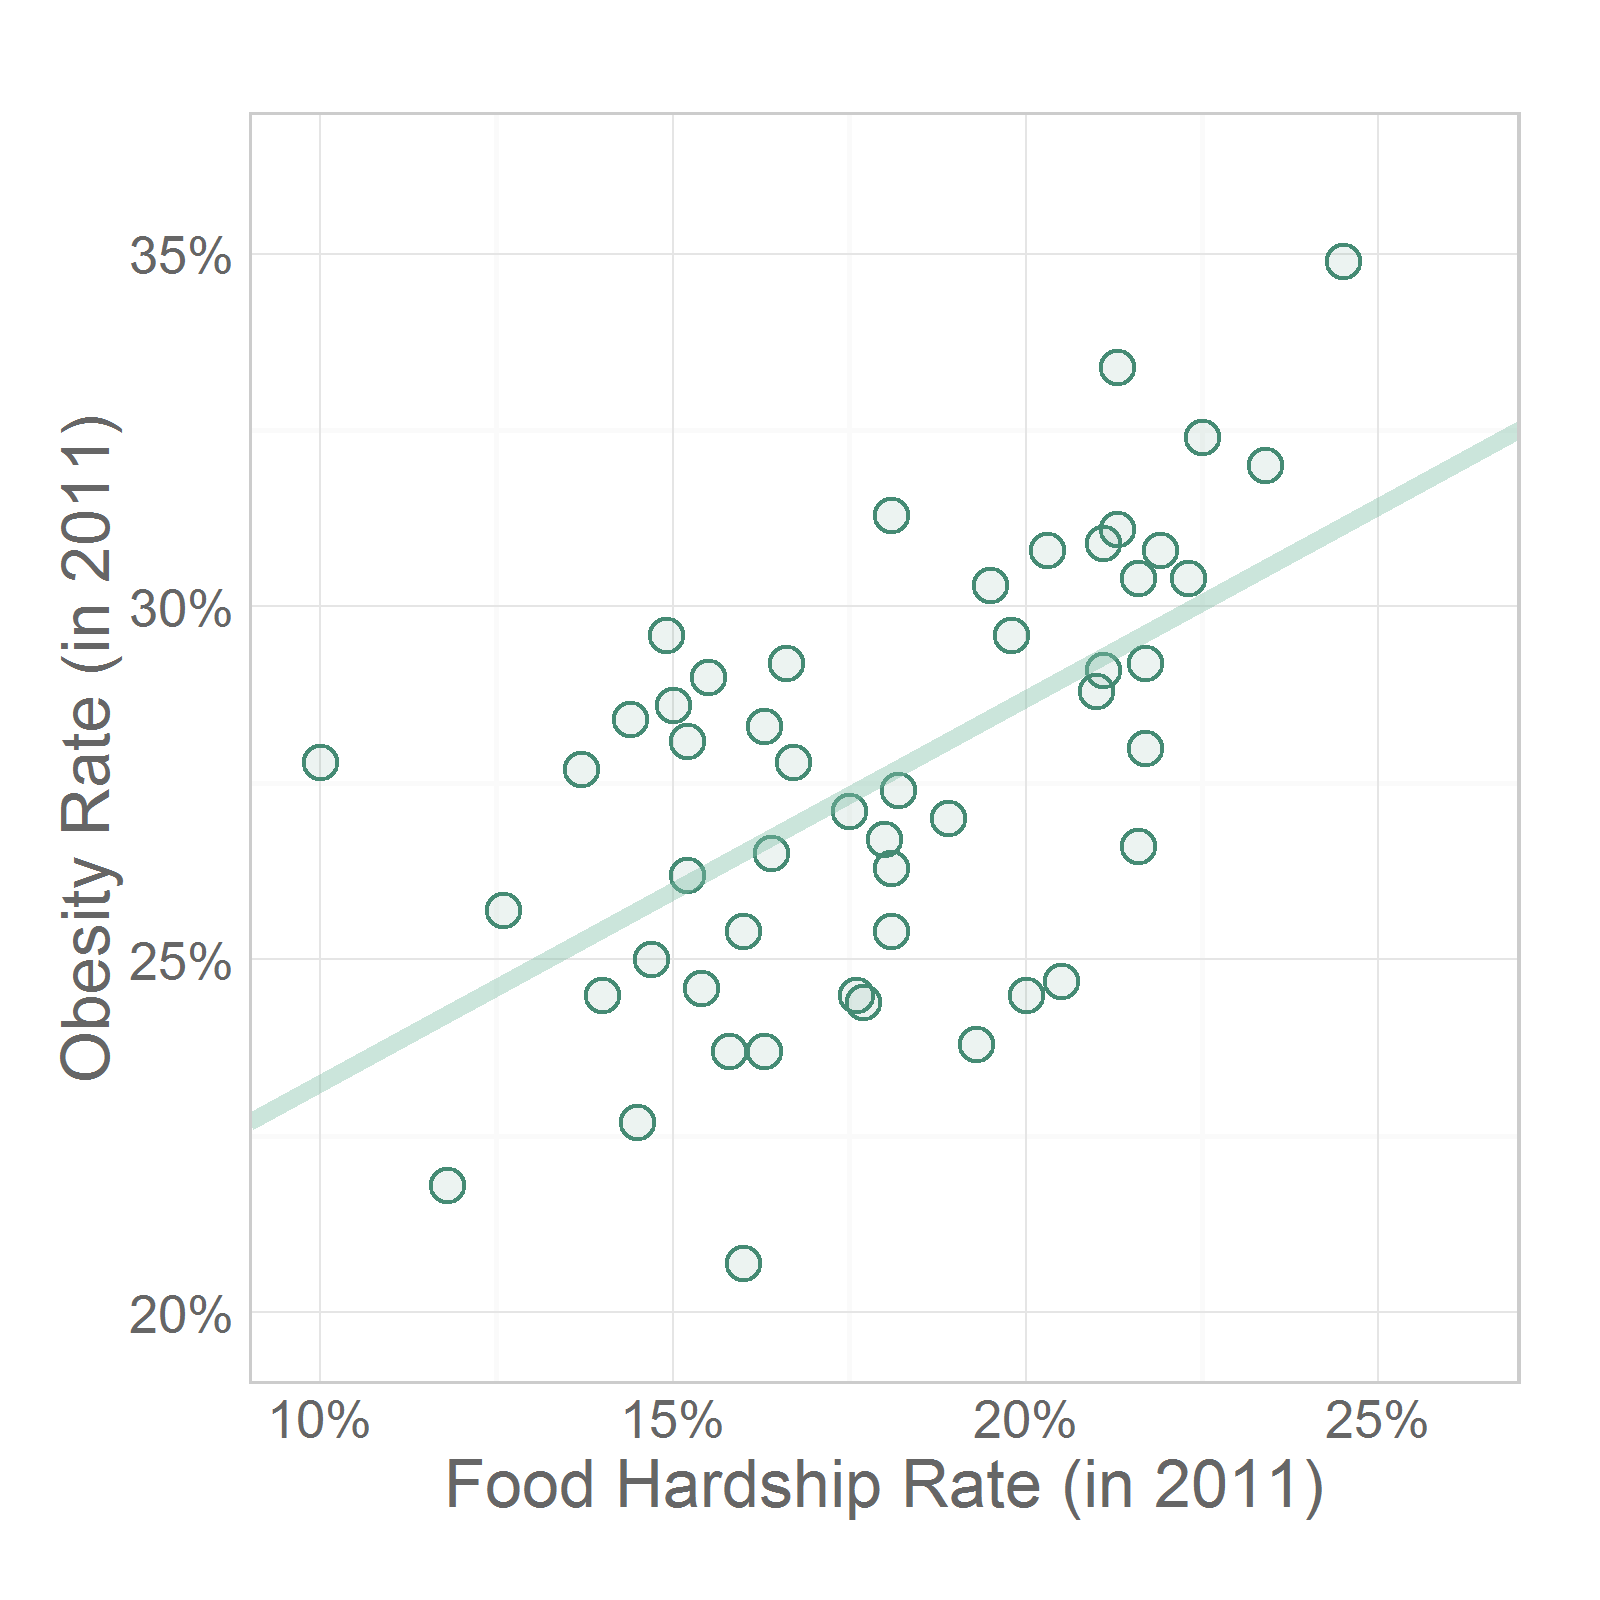 Obesity Rate (in 2011)
35%
30%
25%
20%
10% 15% 20% 25%
Food Hardship Rate (in 2011)